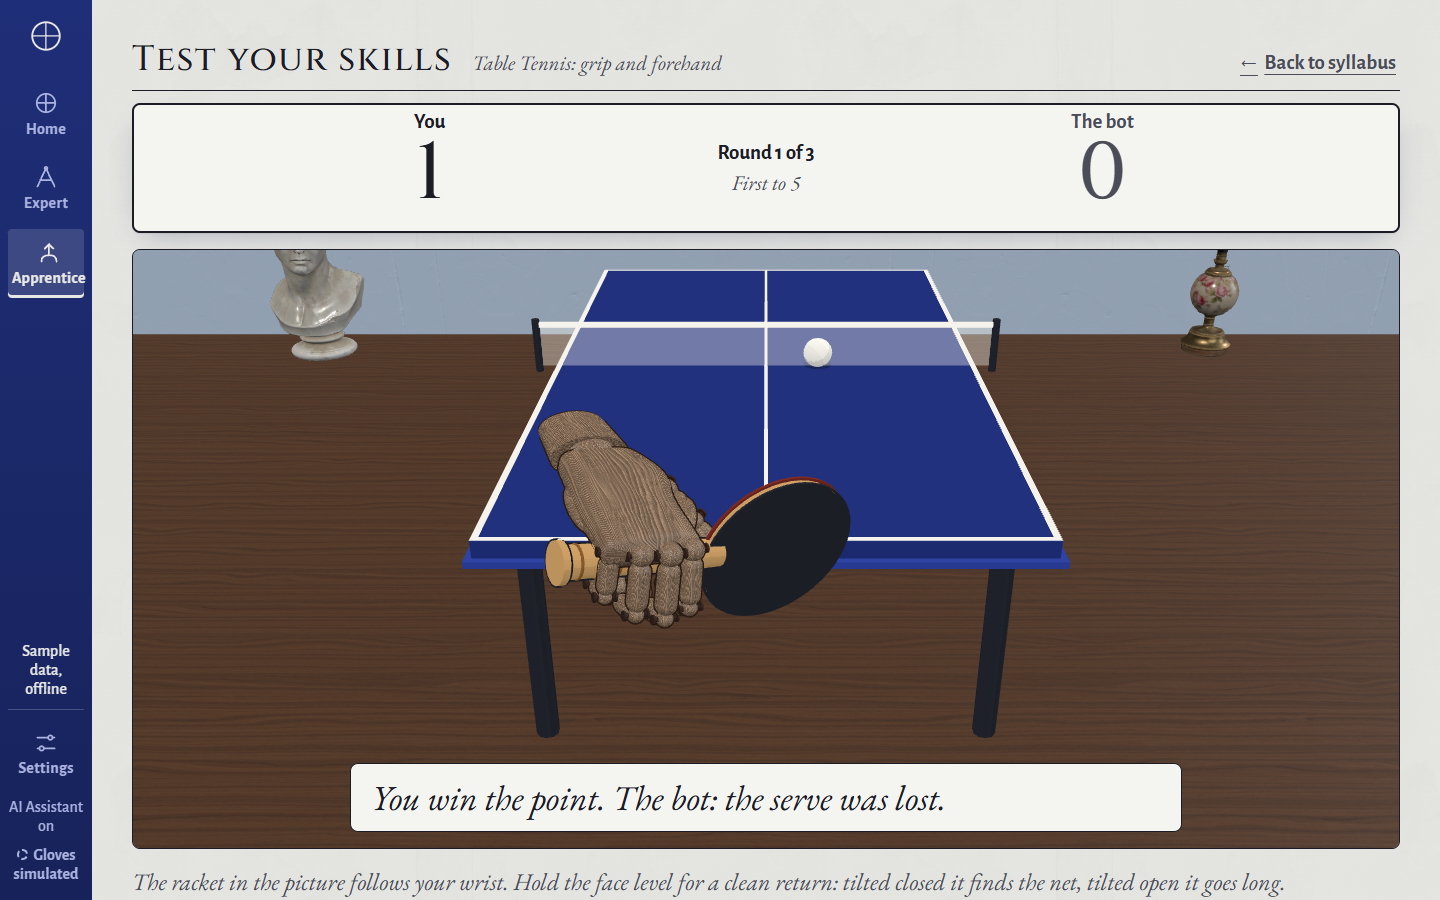 TEST YOUR SKILLS
Table Tennis: grip and forehand
← Back to syllabus
Home
Expert
Apprentice
Sample
data,
offline
Settings
AI Assistant
on
Gloves
simulated
You
1
Round 1 of 3
First to 5
The bot
0
You win the point. The bot: the serve was lost.
The racket in the picture follows your wrist. Hold the face level for a clean return: tilted closed it finds the net, tilted open it goes long.